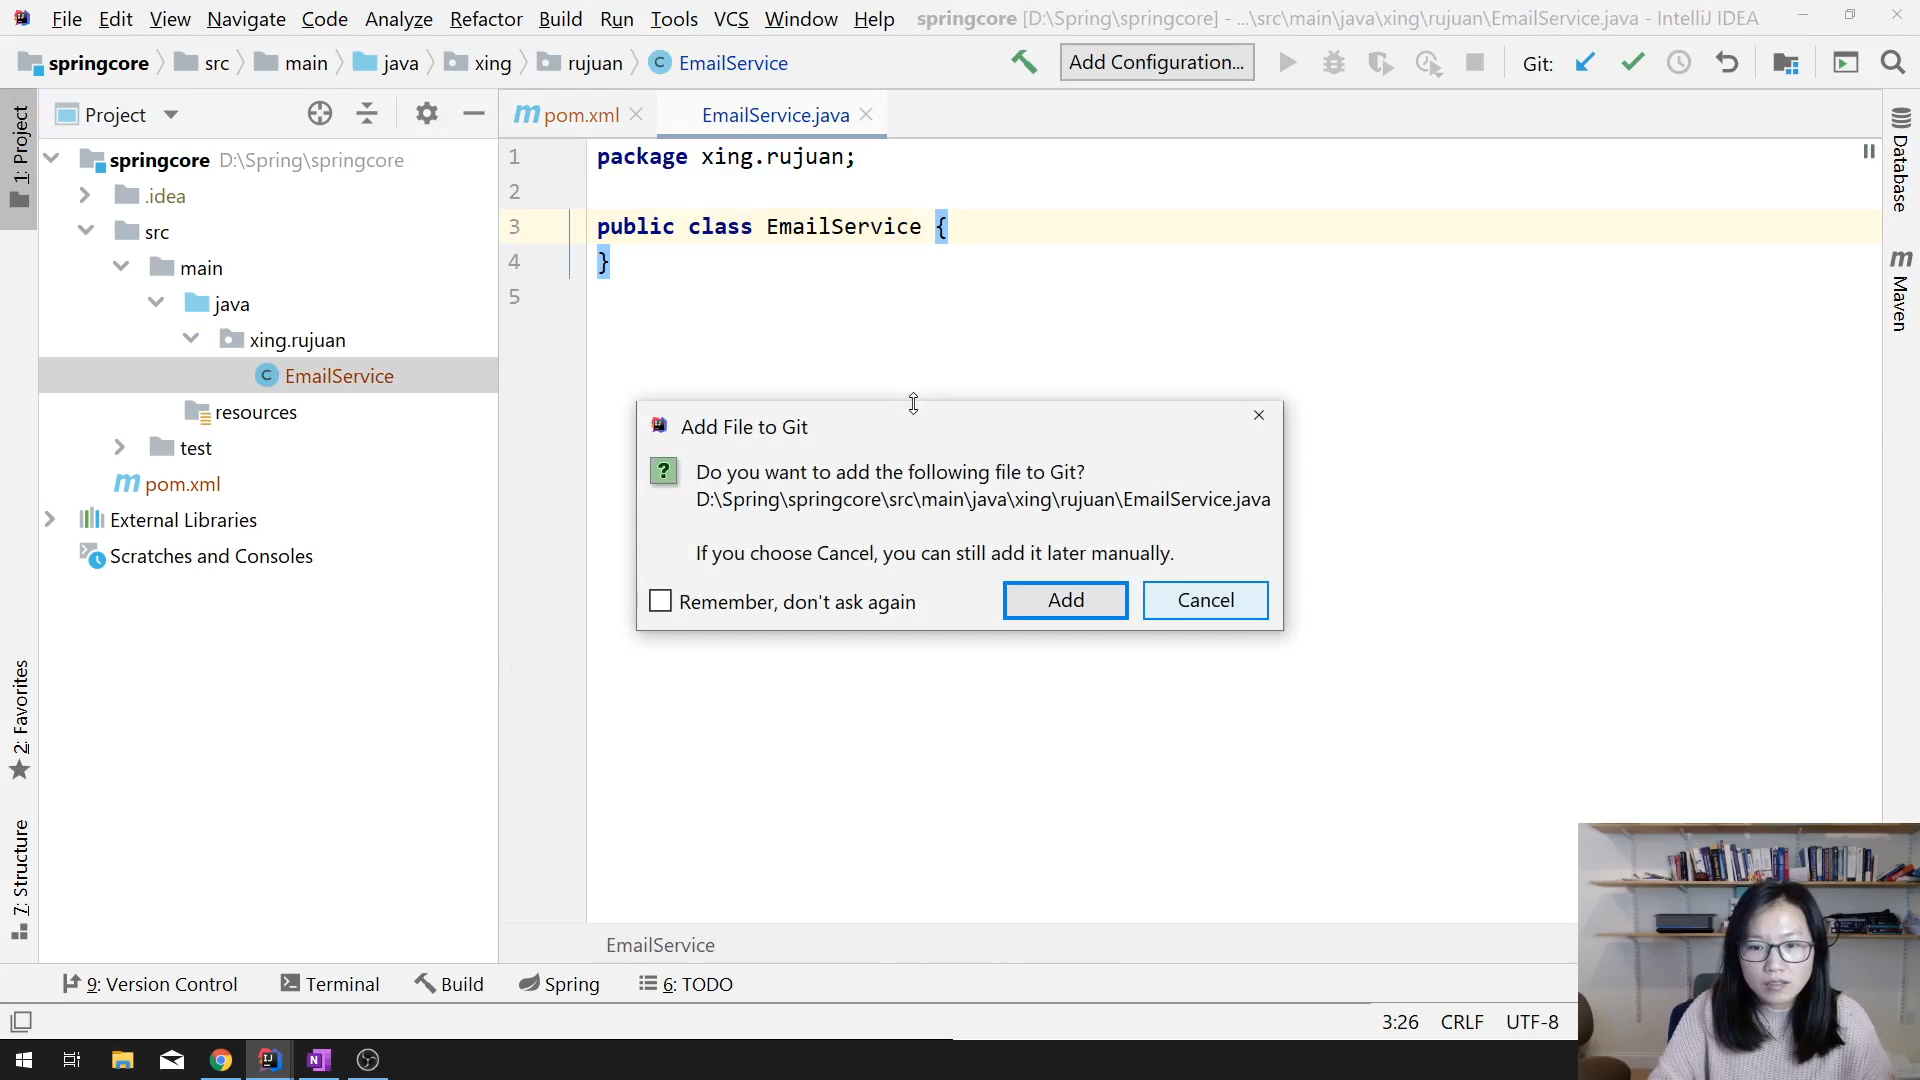 File Edit View Navigate Code Analyze Refactor Build Run Tools VCS Window Help springcore [D:\Spring\springcore] - ...\src\main\java\xing\rujuan\EmailService.java - IntelliJ IDEA
springcore src main java xing rujuan C EmailService Add Configuration... Git:
Project
m pom.xml EmailService.java
1: Project
2: Favorites
7: Structure
springcore D:\Spring\springcore
.idea
src
main
java
xing.rujuan
C EmailService
resources
test
m pom.xml
External Libraries
Scratches and Consoles
1 package xing.rujuan;
2
3 public class EmailService {
4 }
5
Database
m Maven
Add File to Git
? Do you want to add the following file to Git?
D:\Spring\springcore\src\main\java\xing\rujuan\EmailService.java
If you choose Cancel, you can still add it later manually.
Remember, don't ask again Add Cancel
EmailService
9: Version Control Terminal Build Spring 6: TODO
3:26 CRLF UTF-8